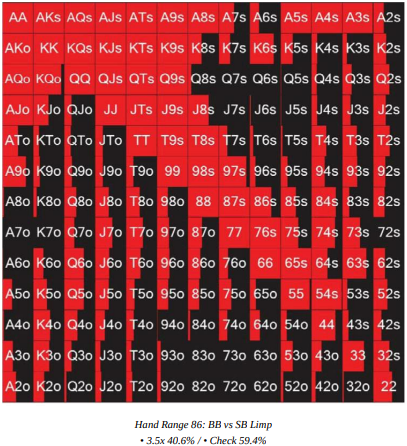 AA AKs AQs AJs ATs A9s A8s A7s A6s A5s A4s A3s A2s
AKo KK KQs KJs KTs K9s K8s K7s K6s K5s K4s K3s K2s
AQo KQo QQ QJs QTs Q9s Q8s Q7s Q6s Q5s Q4s Q3s Q2s
AJo KJo QJo JJ JTs J9s J8s J7s J6s J5s J4s J3s J2s
ATo KTo QTo JTo TT T9s T8s T7s T6s T5s T4s T3s T2s
A9o K9o Q9o J9o T9o 99 98s 97s 96s 95s 94s 93s 92s
A8o K8o Q8o J8o T8o 98o 88 87s 86s 85s 84s 83s 82s
A7o K7o Q7o J7o T7o 97o 87o 77 76s 75s 74s 73s 72s
A6o K6o Q6o J6o T6o 96o 86o 76o 66 65s 64s 63s 62s
A5o K5o Q5o J5o T5o 95o 85o 75o 65o 55 54s 53s 52s
A4o K4o Q4o J4o T4o 94o 84o 74o 64o 54o 44 43s 42s
A3o K3o Q3o J3o T3o 93o 83o 73o 63o 53o 43o 33 32s
A2o K2o Q2o J2o T2o 92o 82o 72o 62o 52o 42o 32o 22
Hand Range 86: BB vs SB Limp
• 3.5x 40.6% / • Check 59.4%